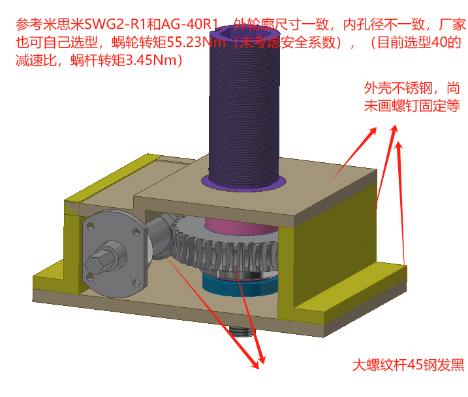 参考米思米SWG2-R1和AG-40R1，外轮廓尺寸一致，内孔径不一致，厂家
也可自己选型，蜗轮转矩55.23Nm（未考虑安全系数），（目前选型40的
减速比，蜗杆转矩3.45Nm）
外壳不锈钢，尚
未画螺钉固定等
大螺纹杆45钢发黑